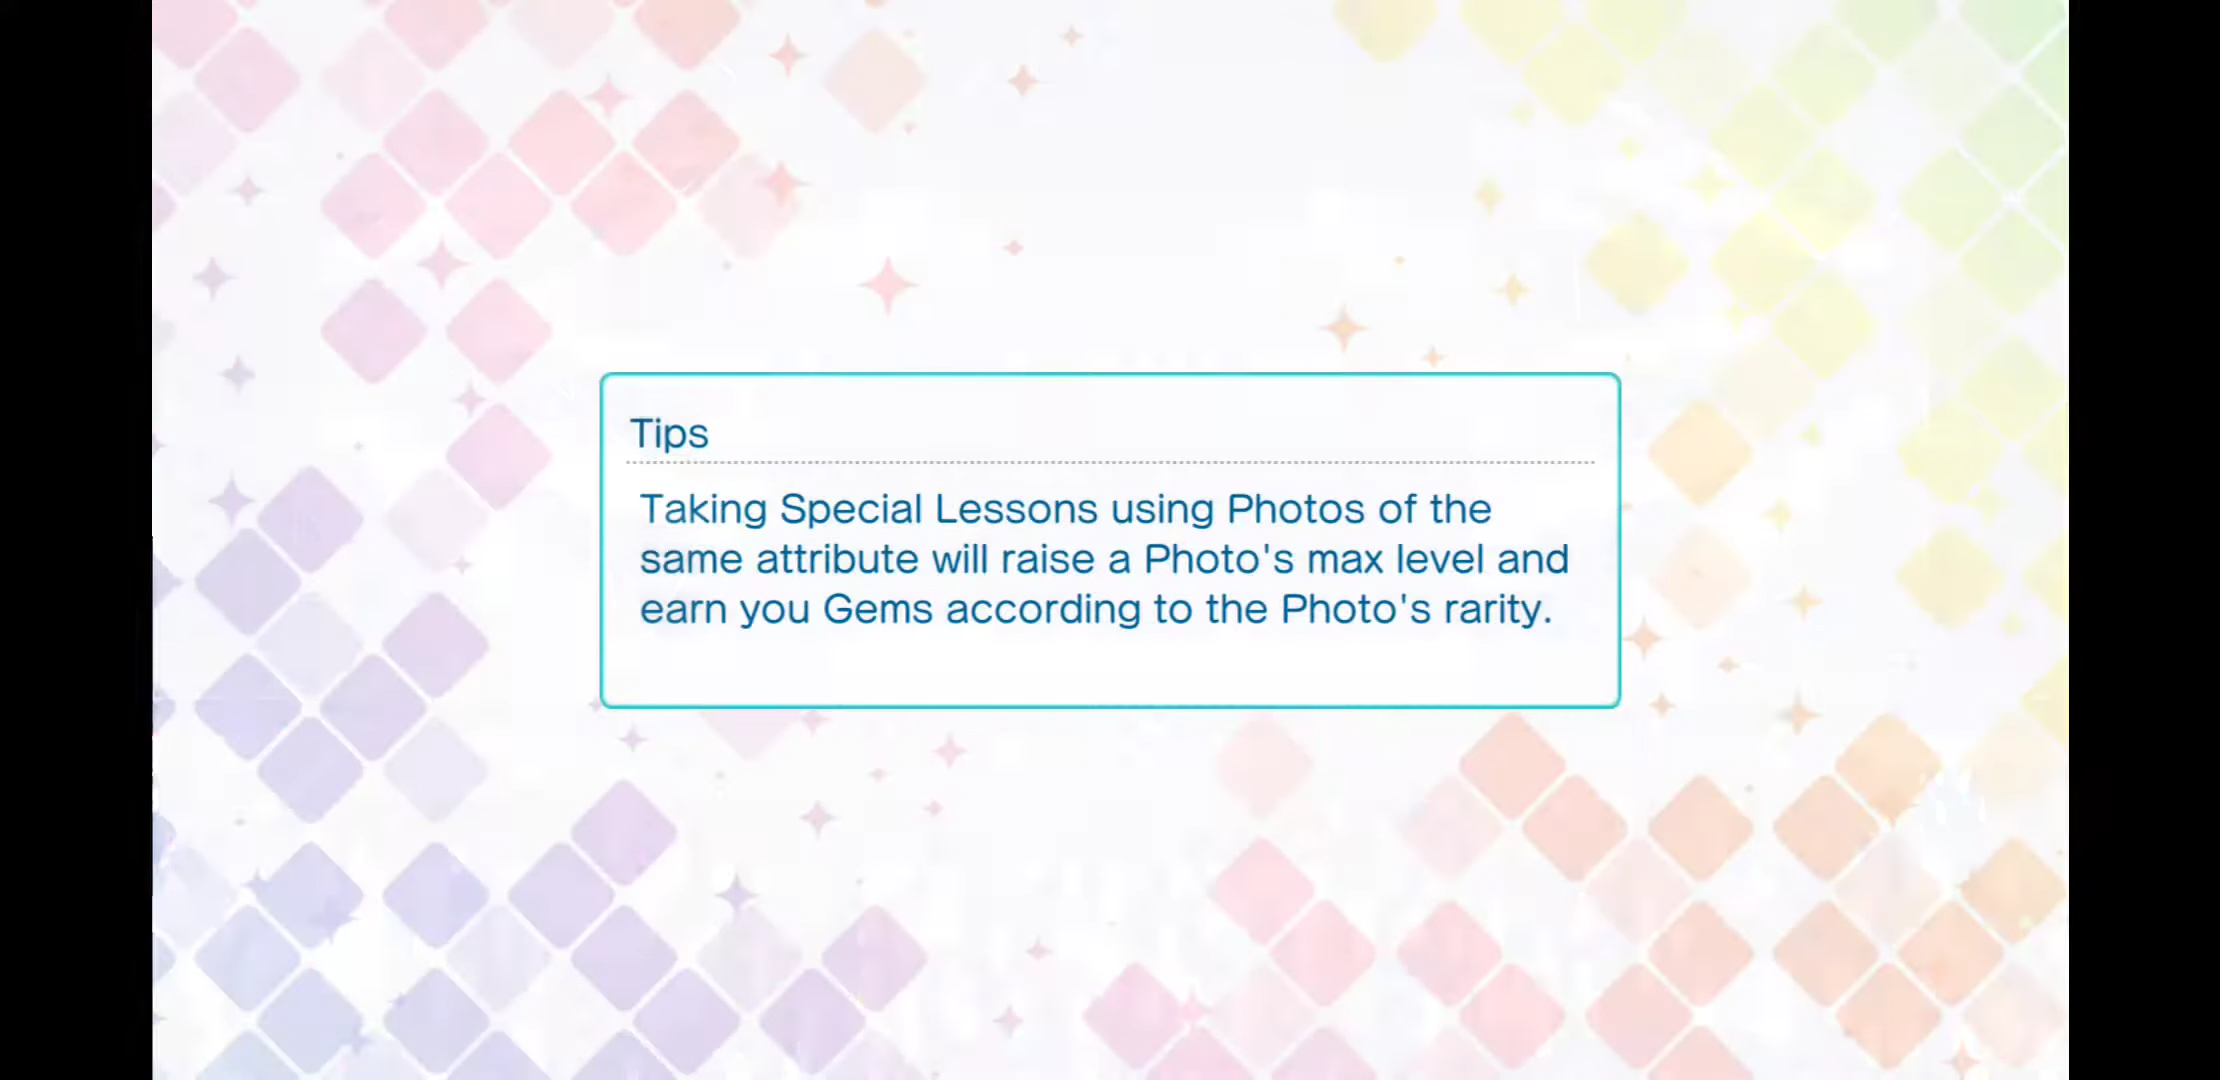 Tips
Taking Special Lessons using Photos of the
same attribute will raise a Photo's max level and
earn you Gems according to the Photo's rarity.